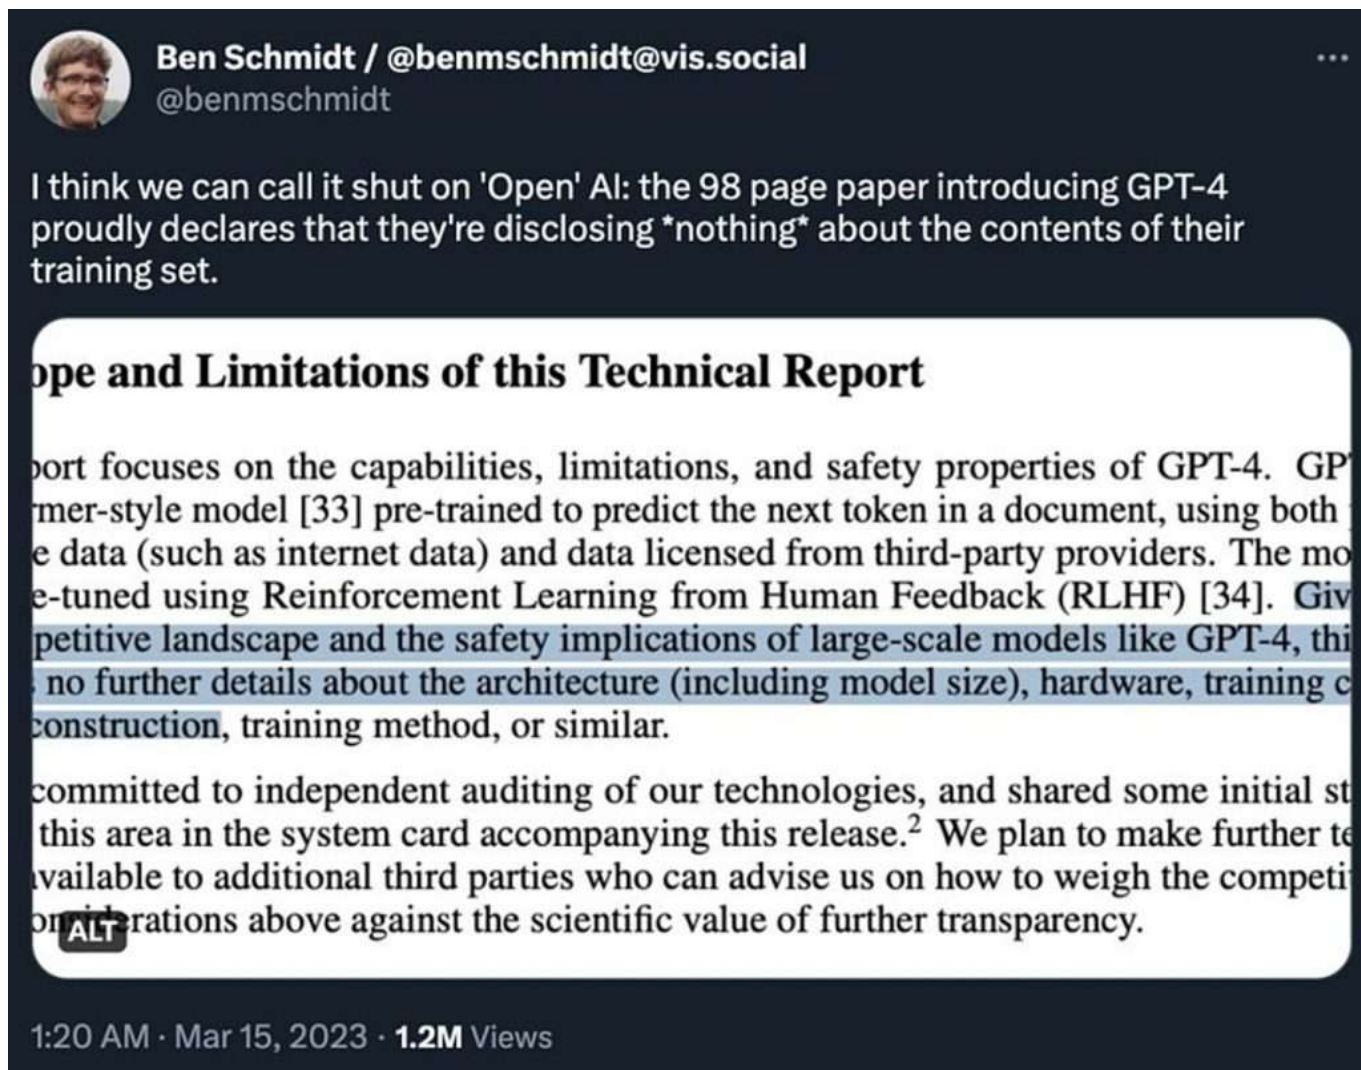 Ben Schmidt / @benmschmidt@vis.social
@benmschmidt
I think we can call it shut on 'Open' AI: the 98 page paper introducing GPT-4
proudly declares that they're disclosing *nothing* about the contents of their
training set.
ope and Limitations of this Technical Report
port focuses on the capabilities, limitations, and safety properties of GPT-4. GP
rmer-style model [33] pre-trained to predict the next token in a document, using both
e data (such as internet data) and data licensed from third-party providers. The mo
e-tuned using Reinforcement Learning from Human Feedback (RLHF) [34]. Giv
petitive landscape and the safety implications of large-scale models like GPT-4, thi
no further details about the architecture (including model size), hardware, training c
construction, training method, or similar.
committed to independent auditing of our technologies, and shared some initial st
this area in the system card accompanying this release.² We plan to make further te
vailable to additional third parties who can advise us on how to weigh the competi
erations above against the scientific value of further transparency.
ALT
1:20 AM · Mar 15, 2023 · 1.2M Views